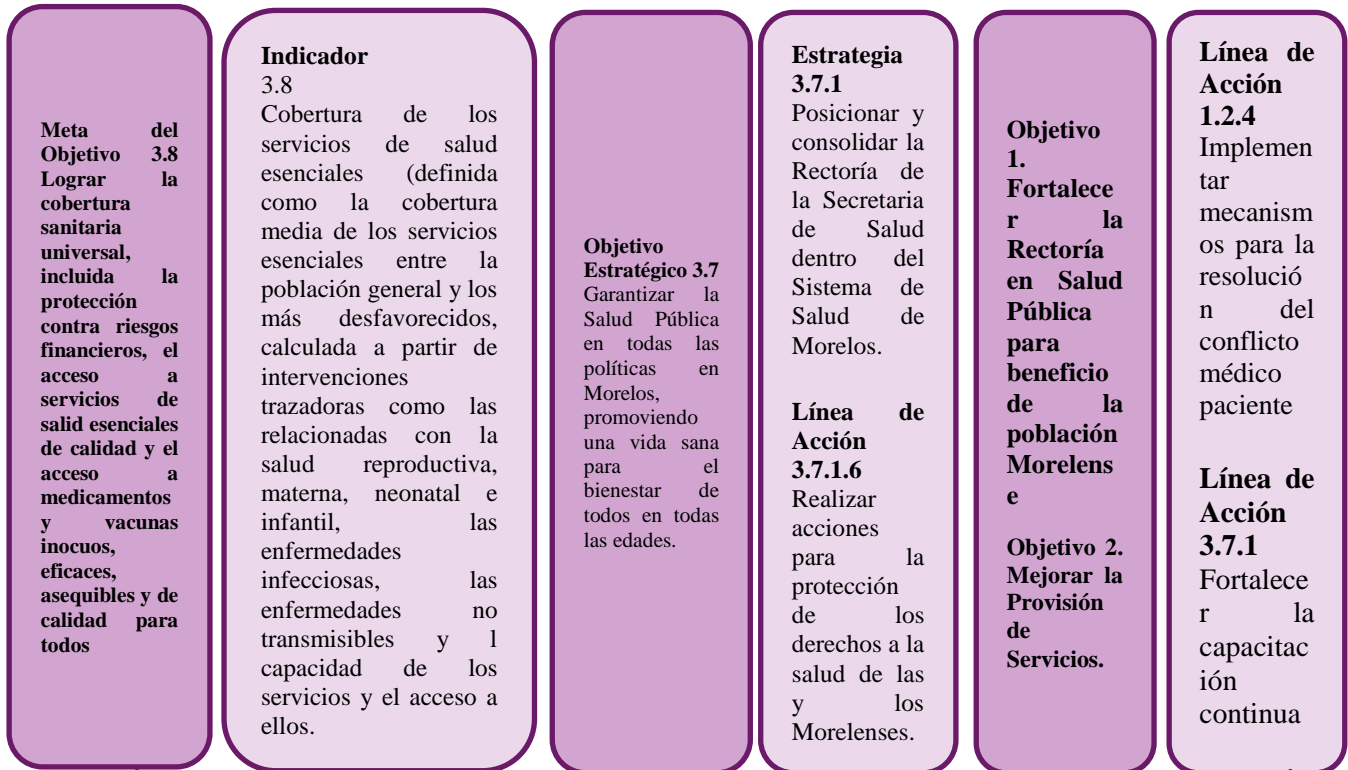 Meta del
Objetivo 3.8
Lograr la
cobertura
sanitaria
universal,
incluida la
protección
contra riesgos
financieros, el
acceso a
servicios de
salid esenciales
de calidad y el
acceso a
medicamentos
y vacunas
inocuos,
eficaces,
asequibles y de
calidad para
todos
Indicador
3.8
Cobertura de los
servicios de salud
esenciales (definida
como la cobertura
media de los servicios
esenciales entre la
población general y los
más desfavorecidos,
calculada a partir de
intervenciones
trazadoras como las
relacionadas con la
salud reproductiva,
materna, neonatal e
infantil, las
enfermedades
infecciosas, las
enfermedades no
transmisibles y l
capacidad de los
servicios y el acceso a
ellos.
Objetivo
Estratégico 3.7
Garantizar la
Salud Pública
en todas las
políticas en
Morelos,
promoviendo
una vida sana
para el
bienestar de
todos en todas
las edades.
Estrategia
3.7.1
Posicionar y
consolidar la
Rectoría de
la Secretaria
de Salud
dentro del
Sistema de
Salud de
Morelos.
Línea de
Acción
3.7.1.6
Realizar
acciones
para la
protección
de los
derechos a la
salud de las
y los
Morelenses.
Objetivo
1.
Fortalece
r la
Rectoría
en Salud
Pública
para
beneficio
de la
población
Morelens
e
Objetivo 2.
Mejorar la
Provisión
de
Servicios.
Línea de
Acción
1.2.4
Implemen
tar
mecanism
os para la
resolució
n del
conflicto
médico
paciente
Línea de
Acción
3.7.1
Fortalece
r la
capacitac
ión
continua